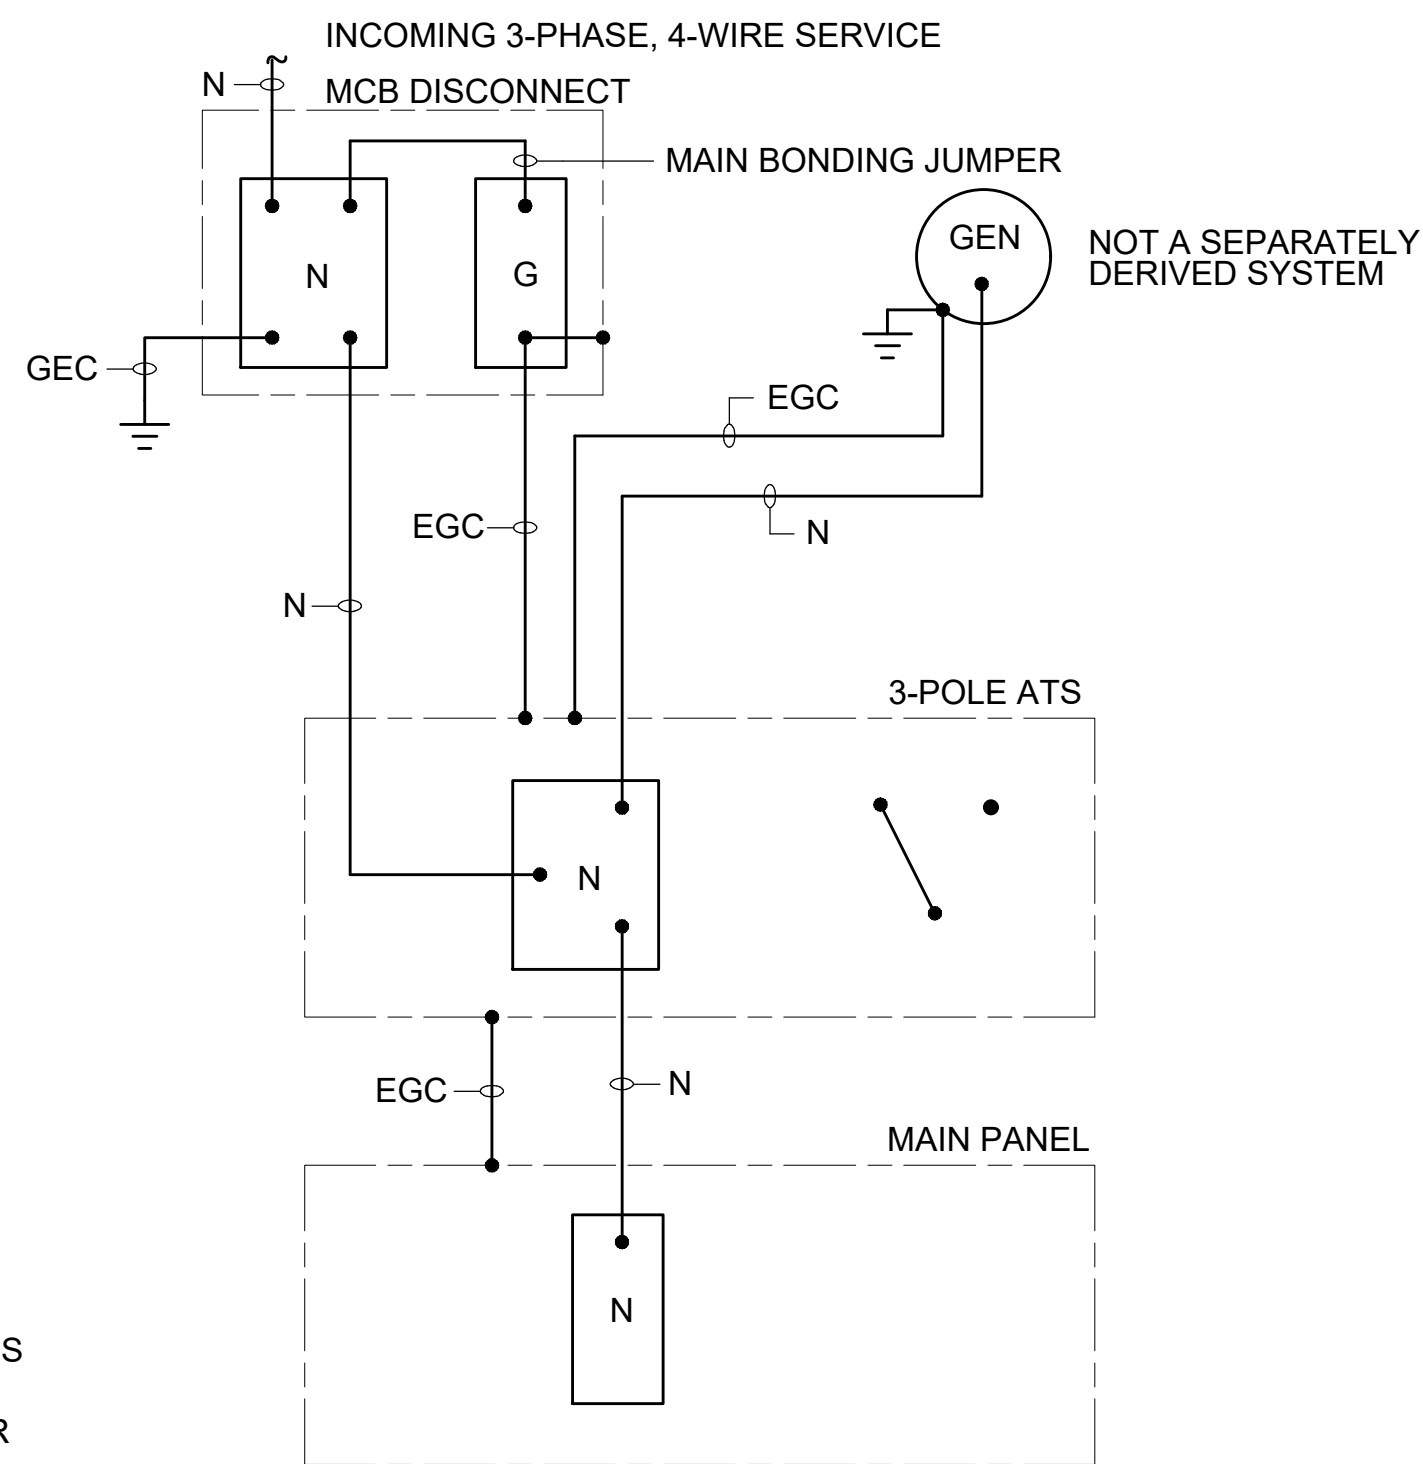 INCOMING 3-PHASE, 4-WIRE SERVICE
N
MCB DISCONNECT
MAIN BONDING JUMPER
GEN
NOT A SEPARATELY
DERIVED SYSTEM
N
G
GEC
EGC
EGC
N
N
3-POLE ATS
N
EGC
N
MAIN PANEL
N
S
R